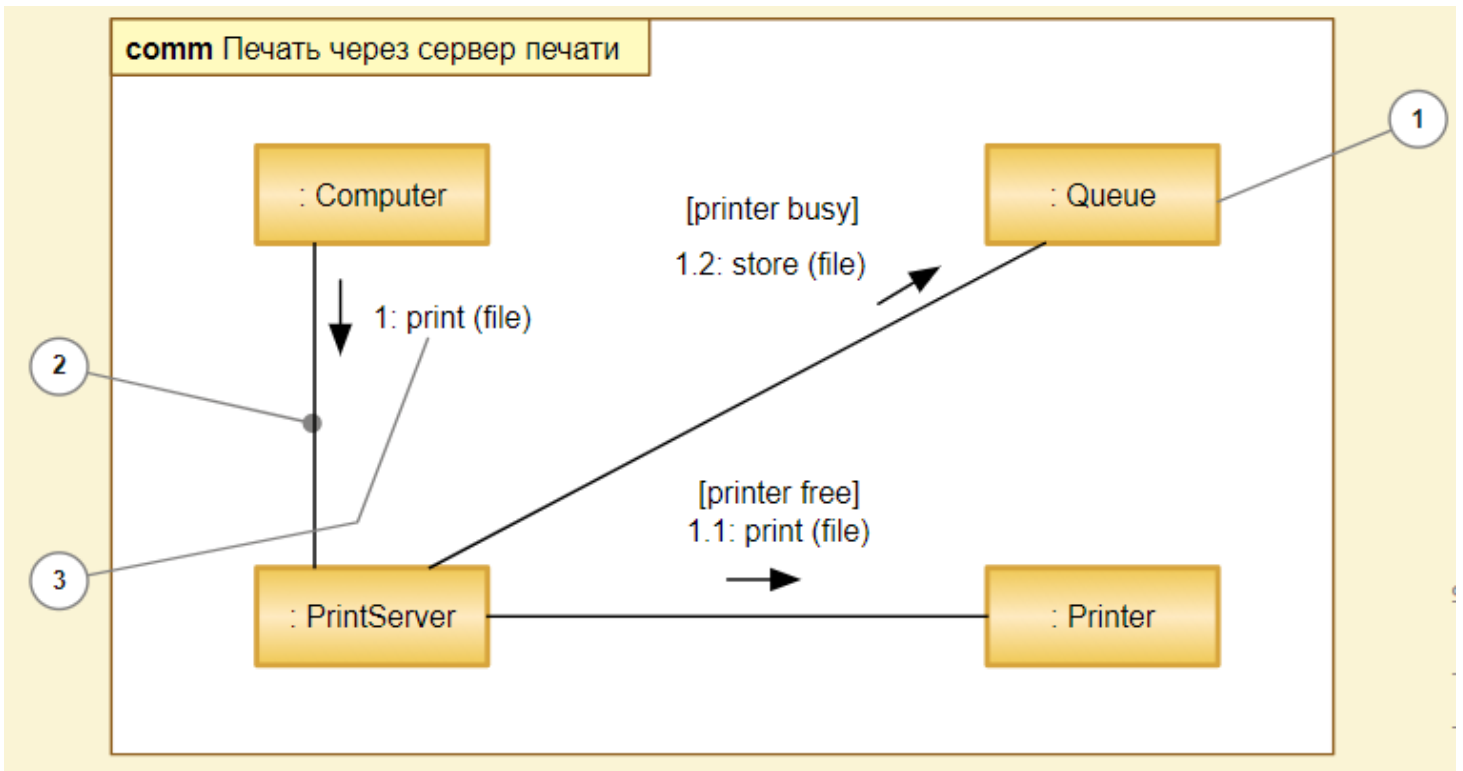 comm Печать через сервер печати
1
: Computer
: Queue
[printer busy]
1.2: store (file)
1: print (file)
2
[printer free]
1.1: print (file)
3
: PrintServer
: Printer